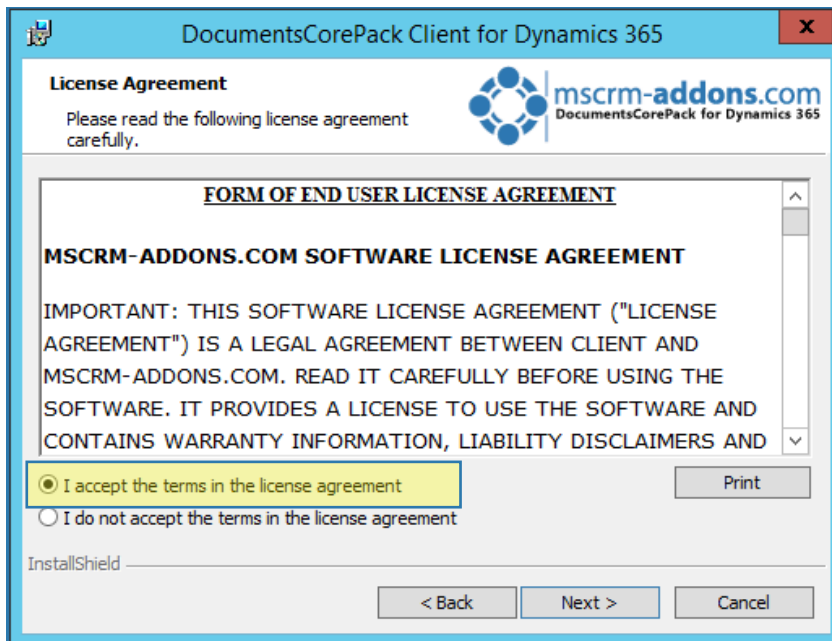 DocumentsCorePack Client for Dynamics 365
x
License Agreement
Please read the following license agreement
carefully.
mscrm-addons.com
DocumentsCorePack for Dynamics 365
FORM OF END USER LICENSE AGREEMENT
MSCRM-ADDONS.COM SOFTWARE LICENSE AGREEMENT
IMPORTANT: THIS SOFTWARE LICENSE AGREEMENT ("LICENSE
AGREEMENT") IS A LEGAL AGREEMENT BETWEEN CLIENT AND
MSCRM-ADDONS.COM. READ IT CAREFULLY BEFORE USING THE
SOFTWARE. IT PROVIDES A LICENSE TO USE THE SOFTWARE AND
CONTAINS WARRANTY INFORMATION, LIABILITY DISCLAIMERS AND
I accept the terms in the license agreement
Print
I do not accept the terms in the license agreement
InstallShield
< Back
Next >
Cancel